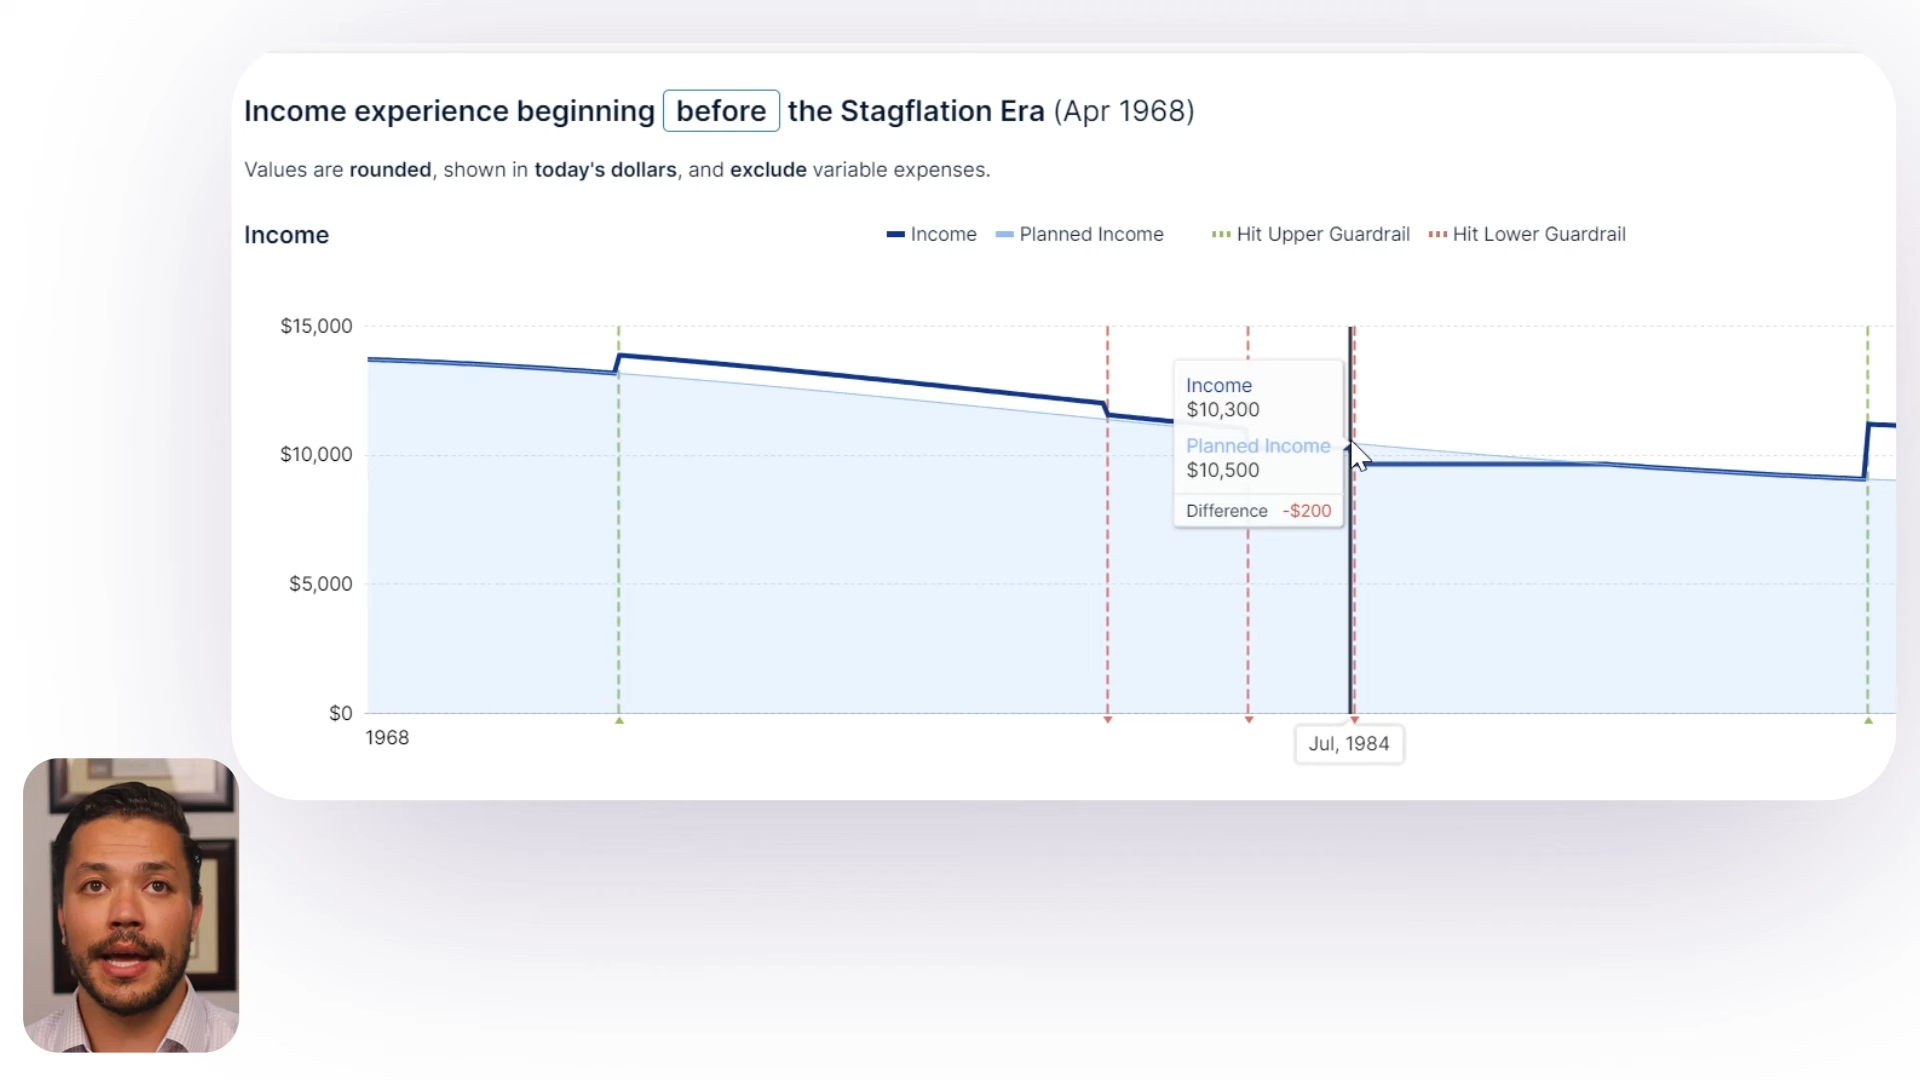 Income experience beginning before the Stagflation Era (Apr 1968)
Values are rounded, shown in today's dollars, and exclude variable expenses.
Income
Income Planned Income Hit Upper Guardrail Hit Lower Guardrail
$15,000
$10,000
$5,000
$0
Income
$10,300
Planned Income
$10,500
Difference -$200
1968
Jul, 1984